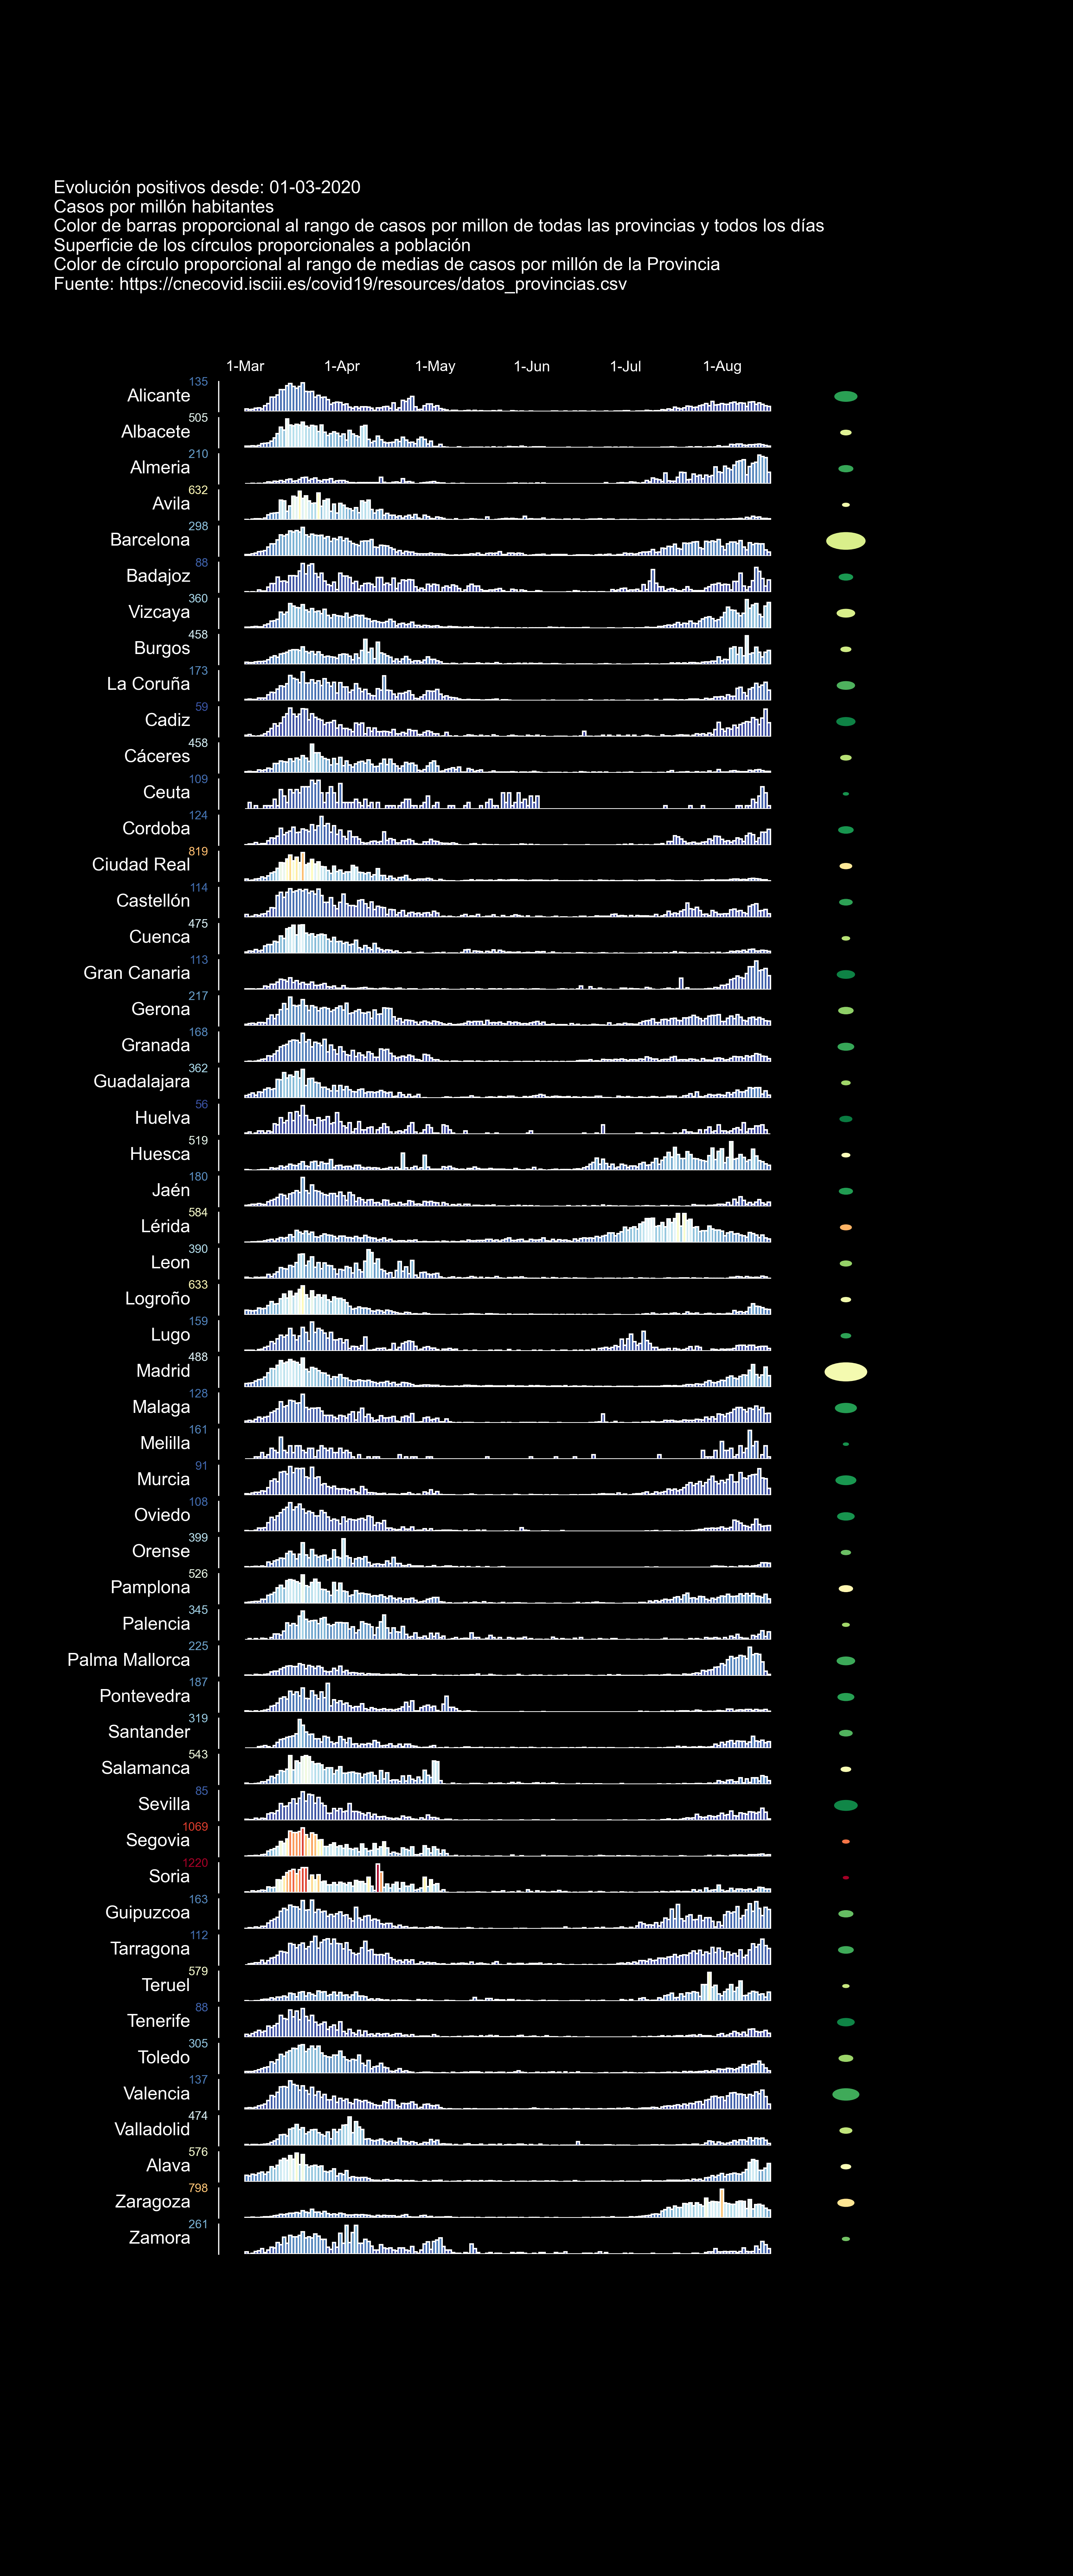 Evolución positivos desde: 01-03-2020
Casos por millón habitantes
Color de barras proporcional al rango de casos por millon de todas las provincias y todos los días
Superficie de los círculos proporcionales a población
Color de círculo proporcional al rango de medias de casos por millón de la Provincia
Fuente: https://cnecovid.isciii.es/covid19/resources/datos_provincias.csv
1-Mar 1-Apr 1-May 1-Jun 1-Jul 1-Aug
135
Alicante
505
Albacete
210
Almeria
632
Avila
298
Barcelona
88
Badajoz
360
Vizcaya
458
Burgos
173
La Coruña
59
Cadiz
458
Cáceres
109
Ceuta
124
Cordoba
819
Ciudad Real
114
Castellón
475
Cuenca
113
Gran Canaria
217
Gerona
168
Granada
362
Guadalajara
56
Huelva
519
Huesca
180
Jaén
584
Lérida
390
Leon
633
Logroño
159
Lugo
488
Madrid
128
Malaga
161
Melilla
91
Murcia
108
Oviedo
399
Orense
526
Pamplona
345
Palencia
225
Palma Mallorca
187
Pontevedra
319
Santander
543
Salamanca
85
Sevilla
1069
Segovia
1220
Soria
163
Guipuzcoa
112
Tarragona
579
Teruel
88
Tenerife
305
Toledo
137
Valencia
474
Valladolid
576
Alava
798
Zaragoza
261
Zamora